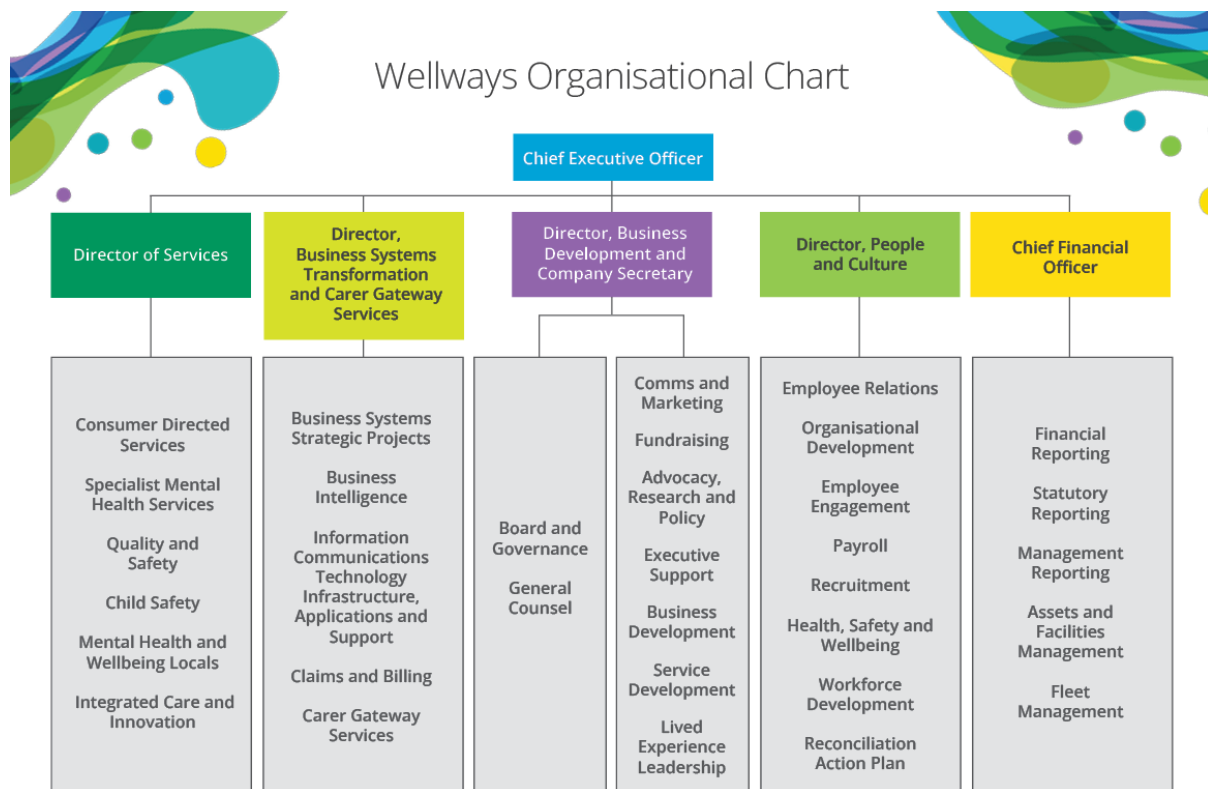 Wellways Organisational Chart
Chief Executive Officer
Director of Services
Director,
Business Systems
Transformation
and Carer Gateway
Services
Director, Business
Development and
Company Secretary
Director, People
and Culture
Chief Financial
Officer
Consumer Directed
Services
Specialist Mental
Health Services
Quality and
Safety
Child Safety
Mental Health and
Wellbeing Locals
Integrated Care and
Innovation
Business Systems
Strategic Projects
Business
Intelligence
Information
Communications
Technology
Infrastructure,
Applications and
Support
Claims and Billing
Carer Gateway
Services
Board and
Governance
General
Counsel
Comms and
Marketing
Fundraising
Advocacy,
Research and
Policy
Executive
Support
Business
Development
Service
Development
Lived
Experience
Leadership
Employee Relations
Organisational
Development
Employee
Engagement
Payroll
Recruitment
Health, Safety and
Wellbeing
Workforce
Development
Reconciliation
Action Plan
Financial
Reporting
Statutory
Reporting
Management
Reporting
Assets and
Facilities
Management
Fleet
Management